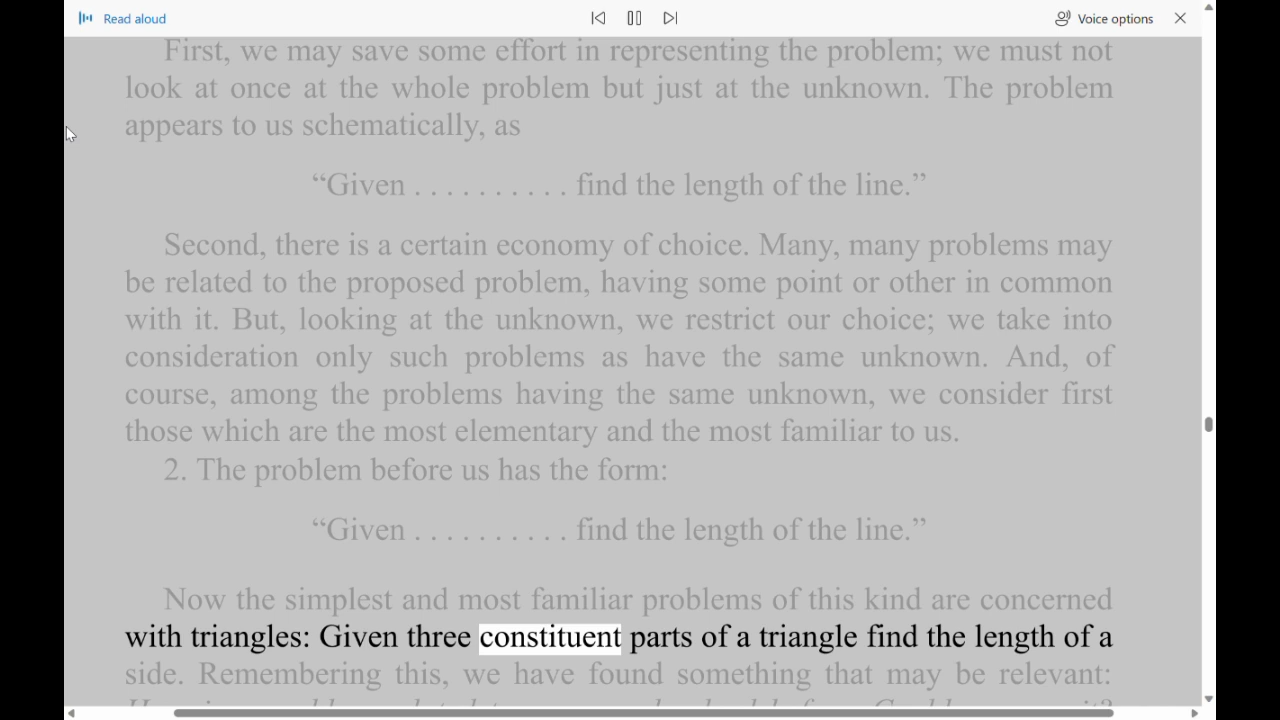 Read aloud
Voice options
First, we may save some effort in representing the problem; we must not
look at once at the whole problem but just at the unknown. The problem
appears to us schematically, as
“Given . . . . . . . . . . find the length of the line.”
Second, there is a certain economy of choice. Many, many problems may
be related to the proposed problem, having some point or other in common
with it. But, looking at the unknown, we restrict our choice; we take into
consideration only such problems as have the same unknown. And, of
course, among the problems having the same unknown, we consider first
those which are the most elementary and the most familiar to us.
2. The problem before us has the form:
“Given . . . . . . . . . . find the length of the line.”
Now the simplest and most familiar problems of this kind are concerned
with triangles: Given three constituent parts of a triangle find the length of a
side. Remembering this, we have found something that may be relevant: